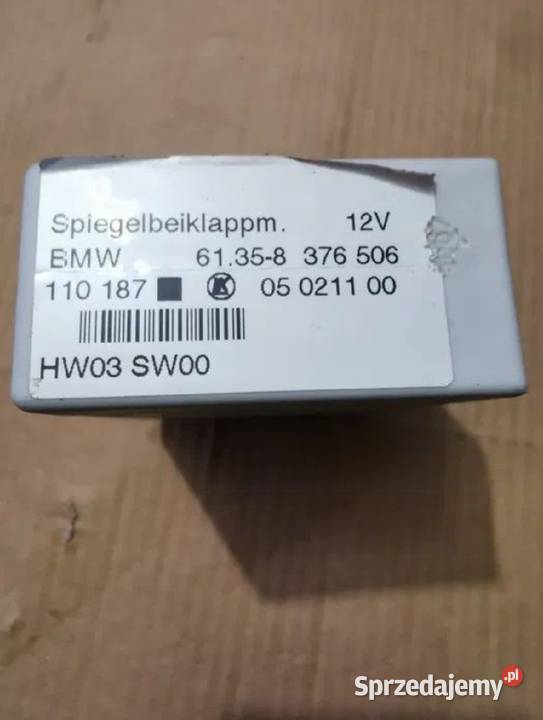 Spiegelbeiklappm. 12V
BMW 61.35-8 376 506
110 187 05 0211 00
HW03 SW00
Sprzedajemy.pl